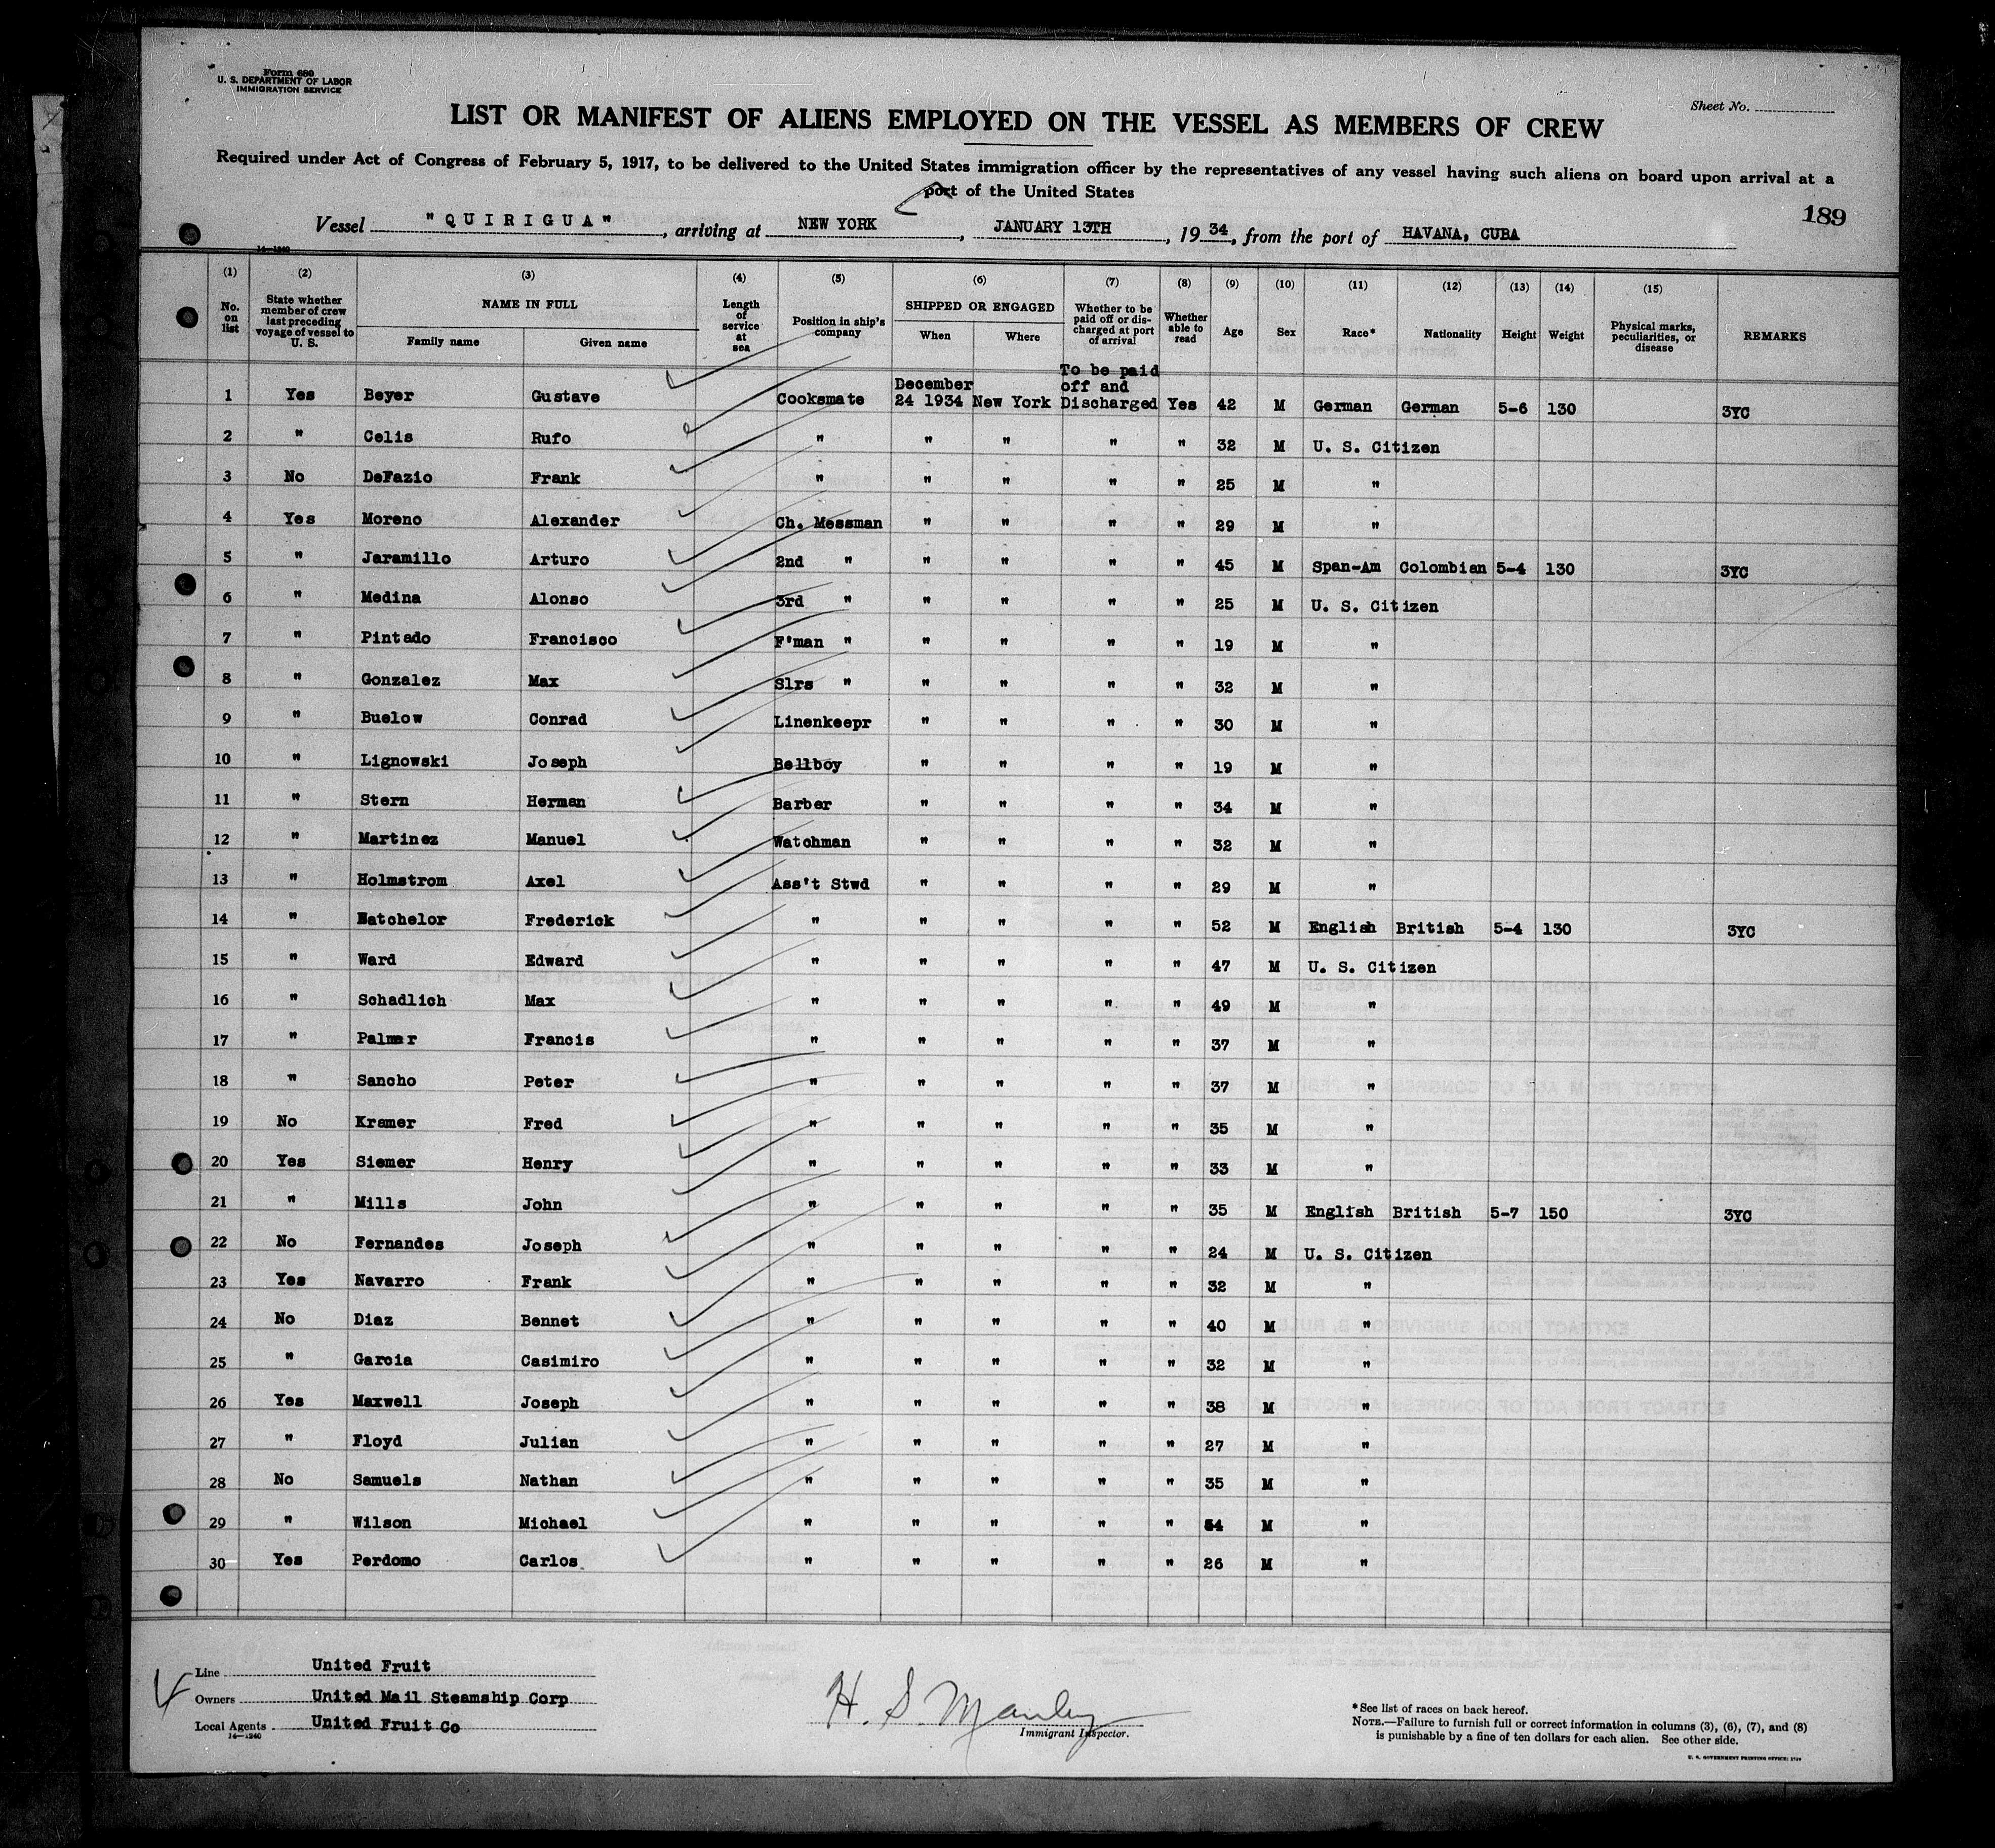 Form 680
U. S. DEPARTMENT OF LABOR
IMMIGRATION SERVICE
Sheet No.
LIST OR MANIFEST OF ALIENS EMPLOYED ON THE VESSEL AS MEMBERS OF CREW
Required under Act of Congress of February 5, 1917, to be delivered to the United States immigration officer by the representatives of any vessel having such aliens on board upon arrival at a
port of the United States
189
Vessel "QUIRIGUA", arriving at NEW YORK, JANUARY 13TH, 1934, from the port of HAVANA, CUBA
14-1240
(1) (2) (3) (4) (5) (6) (7) (8) (9) (10) (11) (12) (13) (14) (15)
No. on list | State whether member of crew last preceding voyage of vessel to U. S. | NAME IN FULL | Length of service at sea | Position in ship's company | SHIPPED OR ENGAGED | Whether to be paid off or discharged at port of arrival | Whether able to read | Age | Sex | Race* | Nationality | Height | Weight | Physical marks, peculiarities, or disease | REMARKS
Family name | Given name | When | Where
1 Yes Beyer Gustave Cooksmate December 24 1934 New York To be paid off and Discharged Yes 42 M German German 5-6 130 3YC
2 " Celis Rufo " " " " " 32 M U. S. Citizen
3 No DeFazio Frank " " " " " 25 M "
4 Yes Moreno Alexander Ch. Messman " " " " 29 M "
5 " Jaramillo Arturo 2nd " " " " " 45 M Span-Am Colombian 5-4 130 3YC
6 " Medina Alonso 3rd " " " " " 25 M U. S. Citizen
7 " Pintado Francisco F'man " " " " " 19 M "
8 " Gonzalez Max Slrs " " " " " 32 M "
9 " Buelow Conrad Linenkeepr " " " " 30 M "
10 " Lignowski Joseph Bellboy " " " " 19 M "
11 " Stern Herman Barber " " " " 34 M "
12 " Martinez Manuel Watchman " " " " 32 M "
13 " Holmstrom Axel Ass't Stwd " " " " 29 M "
14 " Batchelor Frederick " " " " " 52 M English British 5-4 130 3YC
15 " Ward Edward " " " " " 47 M U. S. Citizen
16 " Schadlich Max " " " " " 49 M "
17 " Palmar Francis " " " " " 37 M "
18 " Sancho Peter " " " " " 37 M "
19 No Kramer Fred " " " " " 35 M "
20 Yes Siemer Henry " " " " " 33 M "
21 " Mills John " " " " " 35 M English British 5-7 150 3YC
22 No Fernandes Joseph " " " " " 24 M U. S. Citizen
23 Yes Navarro Frank " " " " " 32 M "
24 No Diaz Bennet " " " " " 40 M "
25 " Garcia Casimiro " " " " " 32 M "
26 Yes Maxwell Joseph " " " " " 38 M "
27 " Floyd Julian " " " " " 27 M "
28 No Samuels Nathan " " " " " 35 M "
29 " Wilson Michael " " " " " 54 M "
30 Yes Perdomo Carlos " " " " " 26 M "
Line United Fruit
Owners United Mail Steamship Corp
Local Agents United Fruit Co
14-1240
H. S. Manley
Immigrant Inspector.
*See list of races on back hereof.
NOTE.—Failure to furnish full or correct information in columns (3), (6), (7), and (8)
is punishable by a fine of ten dollars for each alien. See other side.
U. S. GOVERNMENT PRINTING OFFICE: